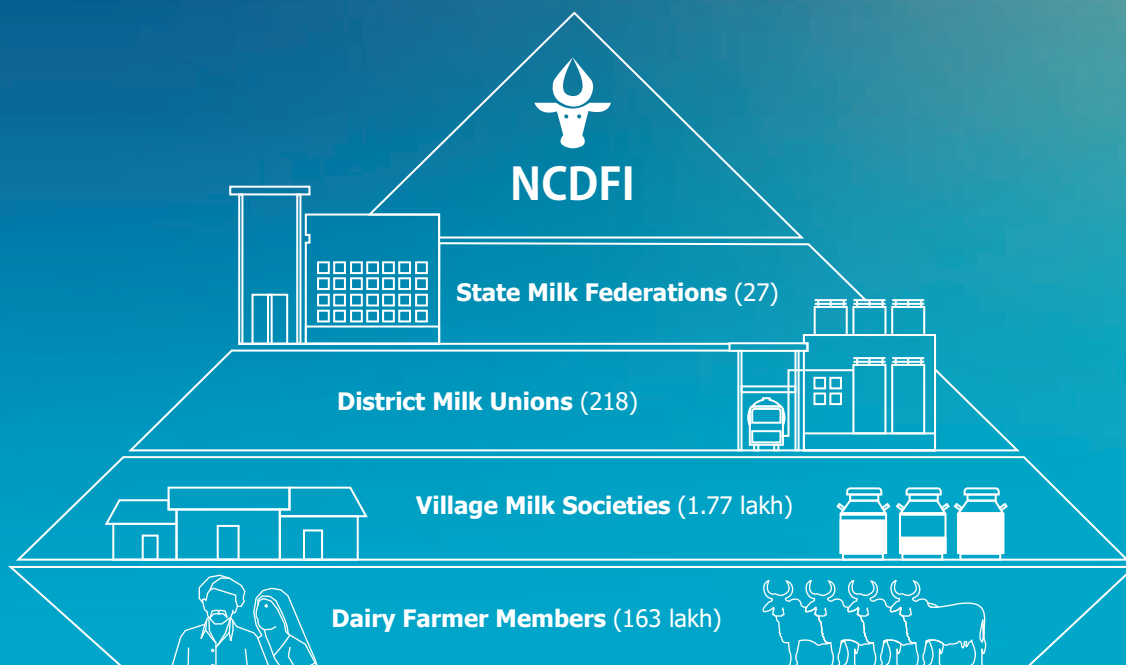 NCDFI
State Milk Federations (27)
District Milk Unions (218)
Village Milk Societies (1.77 lakh)
Dairy Farmer Members (163 lakh)